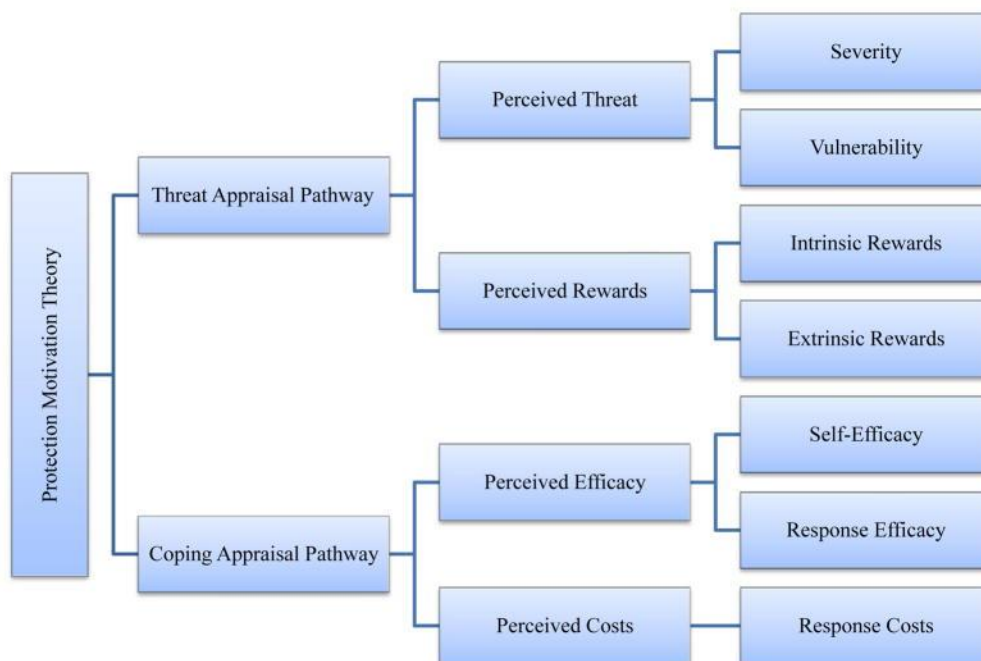 Protection Motivation Theory
Threat Appraisal Pathway
Perceived Threat
Severity
Vulnerability
Perceived Rewards
Intrinsic Rewards
Extrinsic Rewards
Coping Appraisal Pathway
Perceived Efficacy
Self-Efficacy
Response Efficacy
Perceived Costs
Response Costs